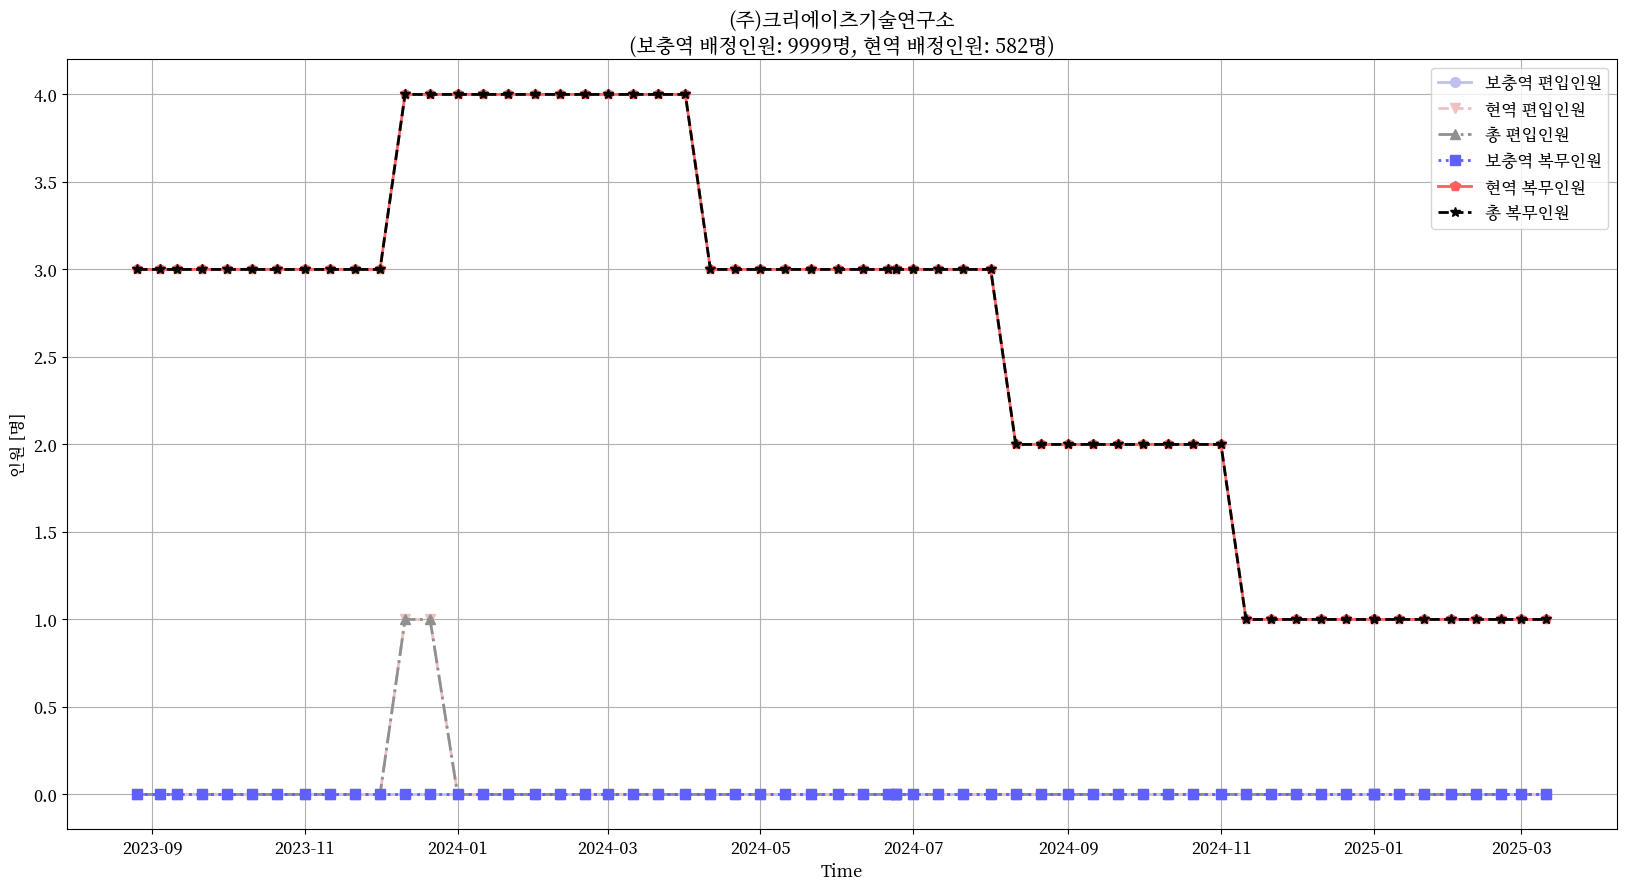 (주)크리에이츠기술연구소
(보충역 배정인원: 9999명, 현역 배정인원: 582명)
보충역 편입인원
현역 편입인원
총 편입인원
보충역 복무인원
현역 복무인원
총 복무인원
4.0
3.5
3.0
2.5
2.0
1.5
1.0
0.5
0.0
인원 [명]
2023-09 2023-11 2024-01 2024-03 2024-05 2024-07 2024-09 2024-11 2025-01 2025-03
Time